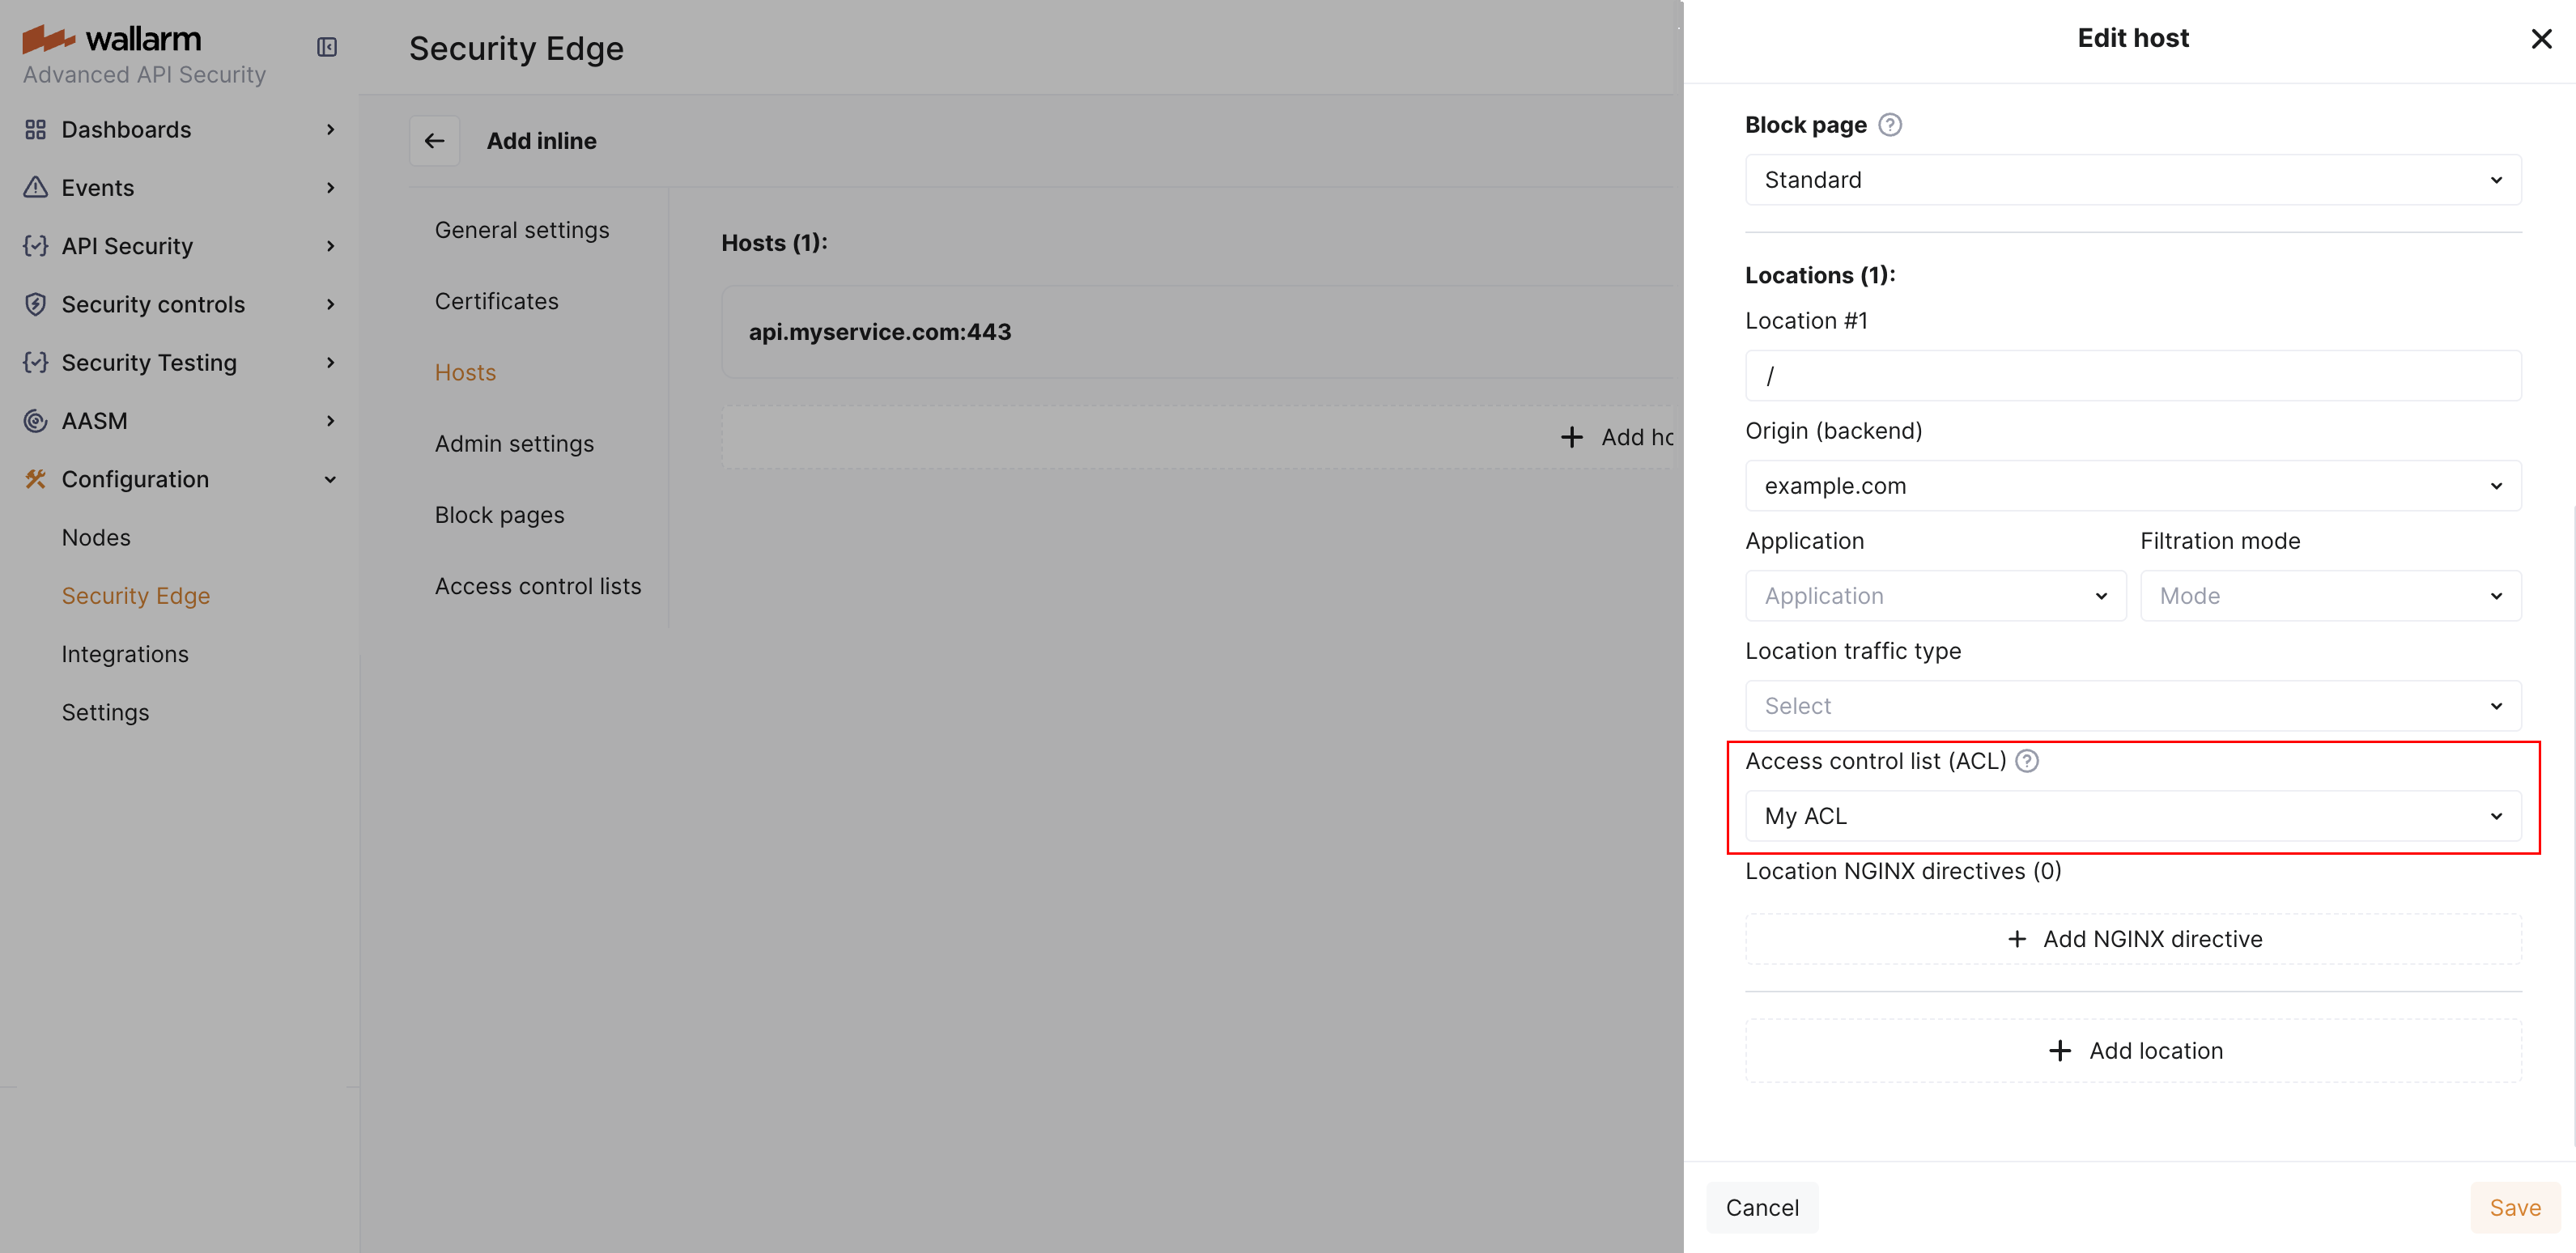 wallarm
Advanced API Security
Dashboards
Events
API Security
Security controls
Security Testing
AASM
Configuration
Nodes
Security Edge
Integrations
Settings
Security Edge
Add inline
General settings
Certificates
Hosts
Admin settings
Block pages
Access control lists
Hosts (1):
api.myservice.com:443
Add
Edit host
Block page
Standard
Locations (1):
Location #1
/
Origin (backend)
example.com
Application Filtration mode
Application Mode
Location traffic type
Select
Access control list (ACL)
My ACL
Location NGINX directives (0)
Add NGINX directive
Add location
Cancel Save